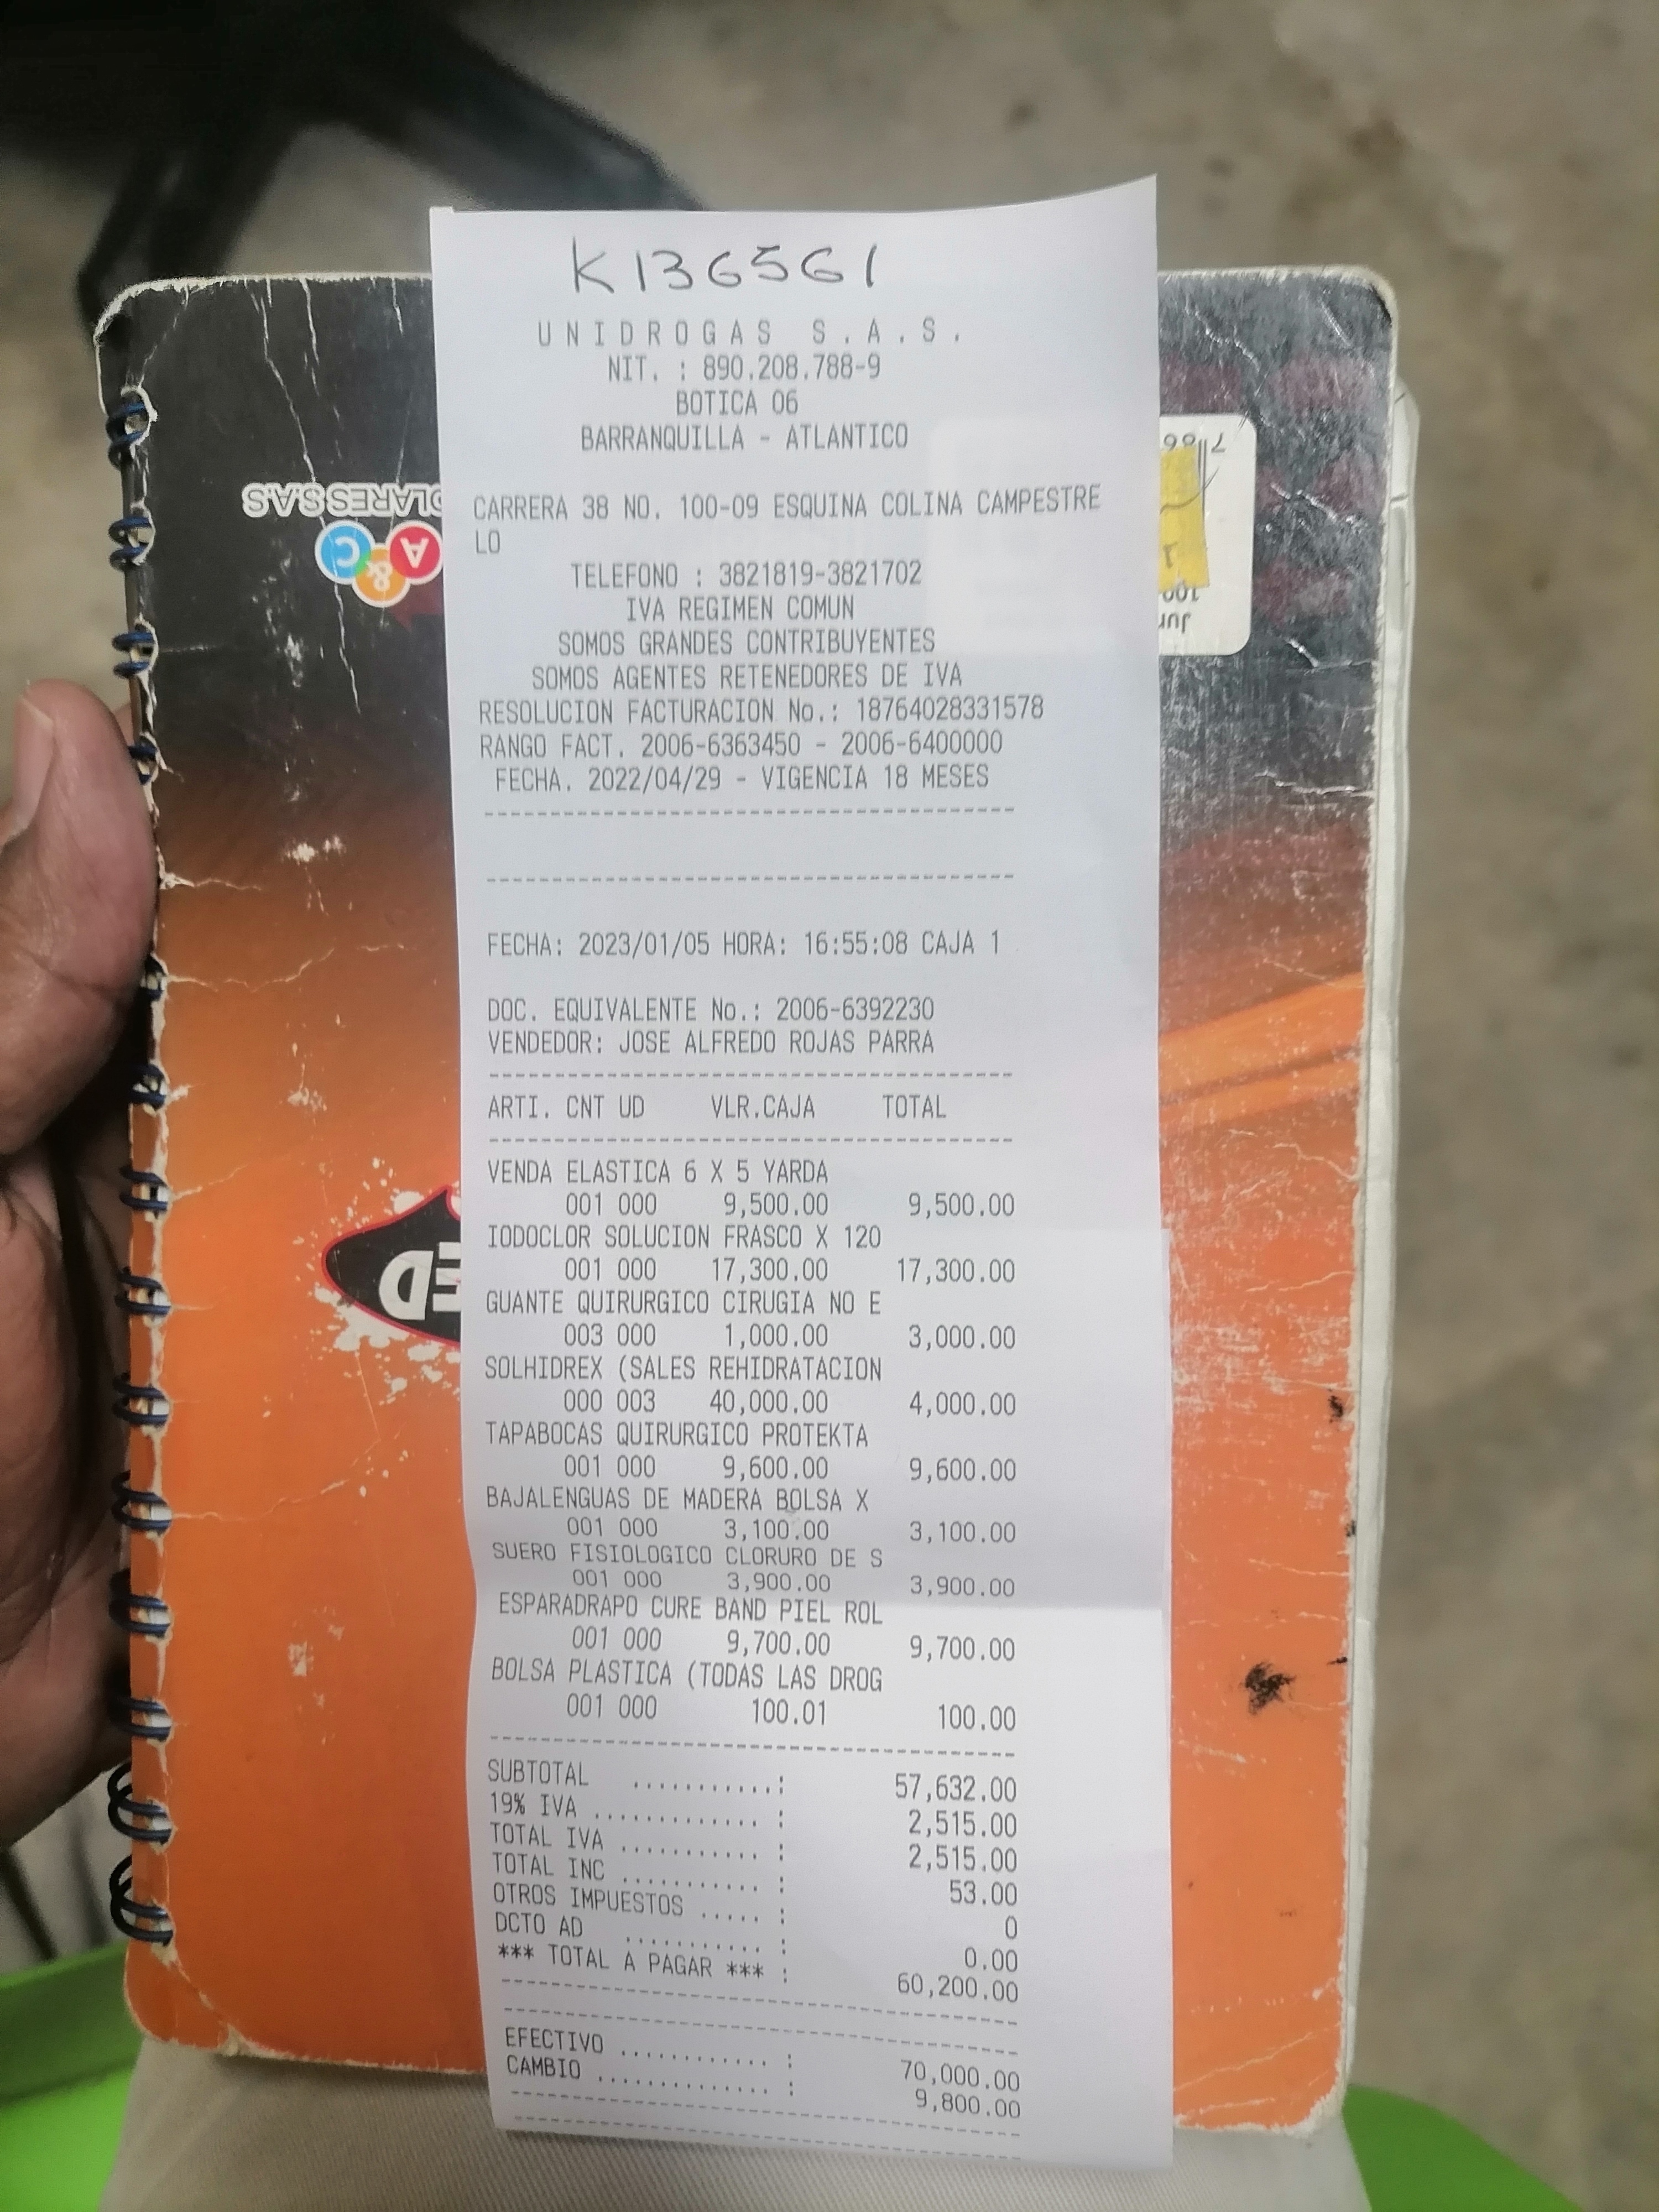 K136561
UNIDROGAS S.A.S.
NIT. : 890.208.788-9
BOTICA 06
BARRANQUILLA - ATLANTICO
CARRERA 38 NO. 100-09 ESQUINA COLINA CAMPESTRE
LO
TELEFONO : 3821819-3821702
IVA REGIMEN COMUN
SOMOS GRANDES CONTRIBUYENTES
SOMOS AGENTES RETENEDORES DE IVA
RESOLUCION FACTURACION No.: 18764028331578
RANGO FACT. 2006-6363450 - 2006-6400000
FECHA. 2022/04/29 - VIGENCIA 18 MESES
FECHA: 2023/01/05 HORA: 16:55:08 CAJA 1
DOC. EQUIVALENTE No.: 2006-6392230
VENDEDOR: JOSE ALFREDO ROJAS PARRA
ARTI. CNT UD VLR.CAJA TOTAL
VENDA ELASTICA 6 X 5 YARDA
001 000 9,500.00 9,500.00
IODOCLOR SOLUCION FRASCO X 120
001 000 17,300.00 17,300.00
GUANTE QUIRURGICO CIRUGIA NO E
003 000 1,000.00 3,000.00
SOLHIDREX (SALES REHIDRATACION
000 003 40,000.00 4,000.00
TAPABOCAS QUIRURGICO PROTEKTA
001 000 9,600.00 9,600.00
BAJALENGUAS DE MADERA BOLSA X
001 000 3,100.00 3,100.00
SUERO FISIOLOGICO CLORURO DE S
001 000 3,900.00 3,900.00
ESPARADRAPO CURE BAND PIEL ROL
001 000 9,700.00 9,700.00
BOLSA PLASTICA (TODAS LAS DROG
001 000 100.01 100.00
SUBTOTAL ...........: 57,632.00
19% IVA ............. : 2,515.00
TOTAL IVA ........... : 2,515.00
TOTAL INC ........... : 53.00
OTROS IMPUESTOS ..... : 0
DCTO AD ........... : 0.00
*** TOTAL A PAGAR *** : 60,200.00
EFECTIVO ............ : 70,000.00
CAMBIO .............. : 9,800.00
A&C
OLARES S.A.S
ED
Jun
100